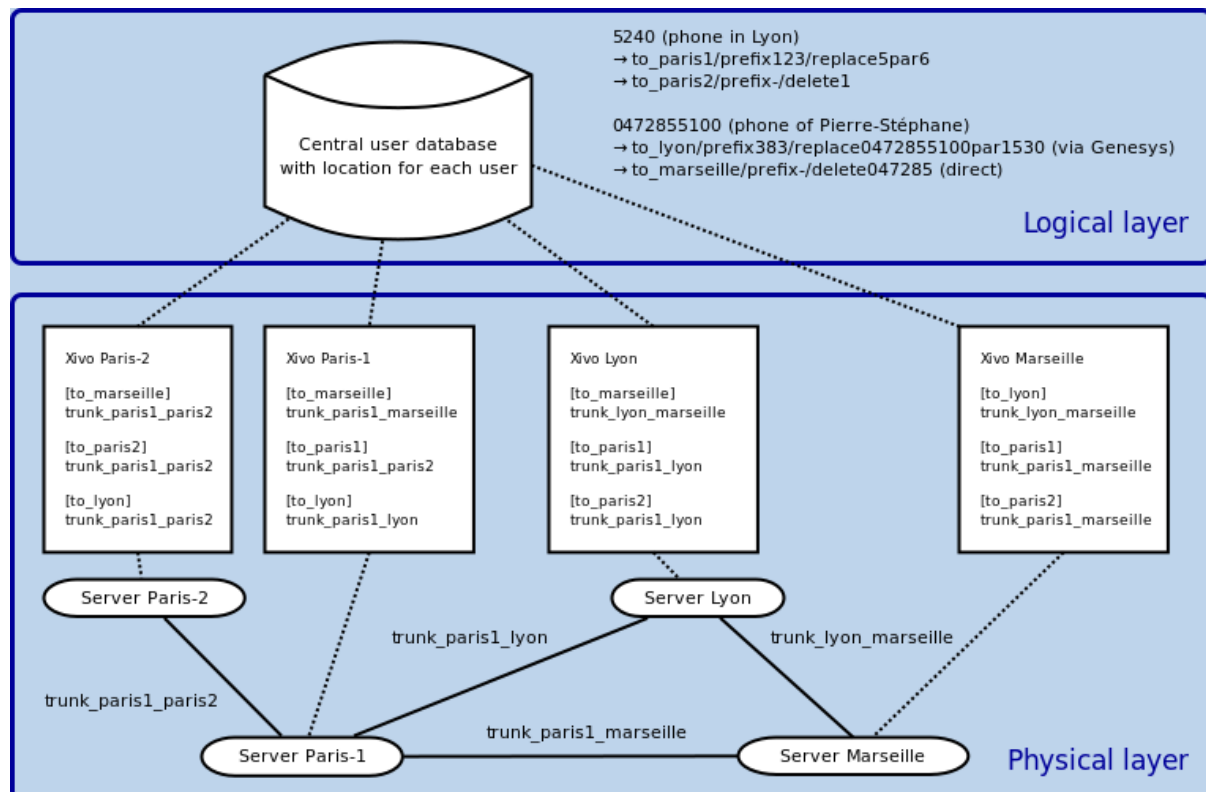 5240 (phone in Lyon)
→ to_paris1/prefix123/replace5par6
→ to_paris2/prefix-/delete1
0472855100 (phone of Pierre-Stéphane)
→ to_lyon/prefix383/replace0472855100par1530 (via Genesys)
→ to_marseille/prefix-/delete047285 (direct)
Central user database
with location for each user
Logical layer
Xivo Paris-2
[to_marseille]
trunk_paris1_paris2
[to_paris2]
trunk_paris1_paris2
[to_lyon]
trunk_paris1_paris2
Xivo Paris-1
[to_marseille]
trunk_paris1_marseille
[to_paris1]
trunk_paris1_paris2
[to_lyon]
trunk_paris1_lyon
Xivo Lyon
[to_marseille]
trunk_lyon_marseille
[to_paris1]
trunk_paris1_lyon
[to_paris2]
trunk_paris1_lyon
Xivo Marseille
[to_lyon]
trunk_lyon_marseille
[to_paris1]
trunk_paris1_marseille
[to_paris2]
trunk_paris1_marseille
Server Paris-2
Server Lyon
trunk_paris1_lyon
trunk_lyon_marseille
trunk_paris1_paris2
trunk_paris1_marseille
Server Paris-1
Server Marseille
Physical layer